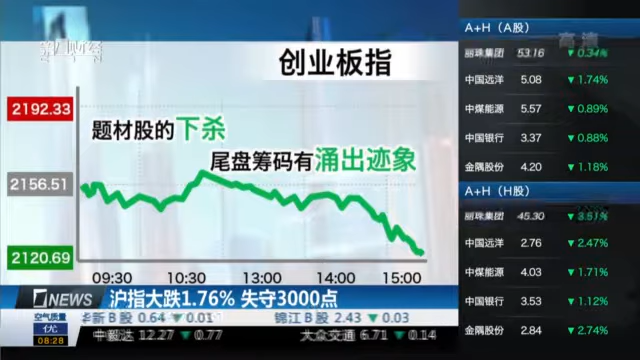 第一财经
高清
创业板指
2192.33
题材股的下杀
尾盘筹码有涌出迹象
2156.51
2120.69
09:30 10:30 13:00 14:00 15:00
NEWS
沪指大跌1.76% 失守3000点
空气质量
优
08:28
华新B股 0.64 ▼0.01 锦江B股 2.43 ▼0.03
中毅达 12.27 ▼0.77 大众交通 6.71 ▼0.14
A+H（A股）
丽珠集团 53.16 ▼0.34%
中国远洋 5.08 ▼1.74%
中煤能源 5.57 ▼0.89%
中国银行 3.37 ▼0.88%
金隅股份 4.20 ▼1.18%
A+H（H股）
丽珠集团 45.30 ▼3.51%
中国远洋 2.76 ▼2.47%
中煤能源 4.03 ▼1.71%
中国银行 3.53 ▼1.12%
金隅股份 2.84 ▼2.74%